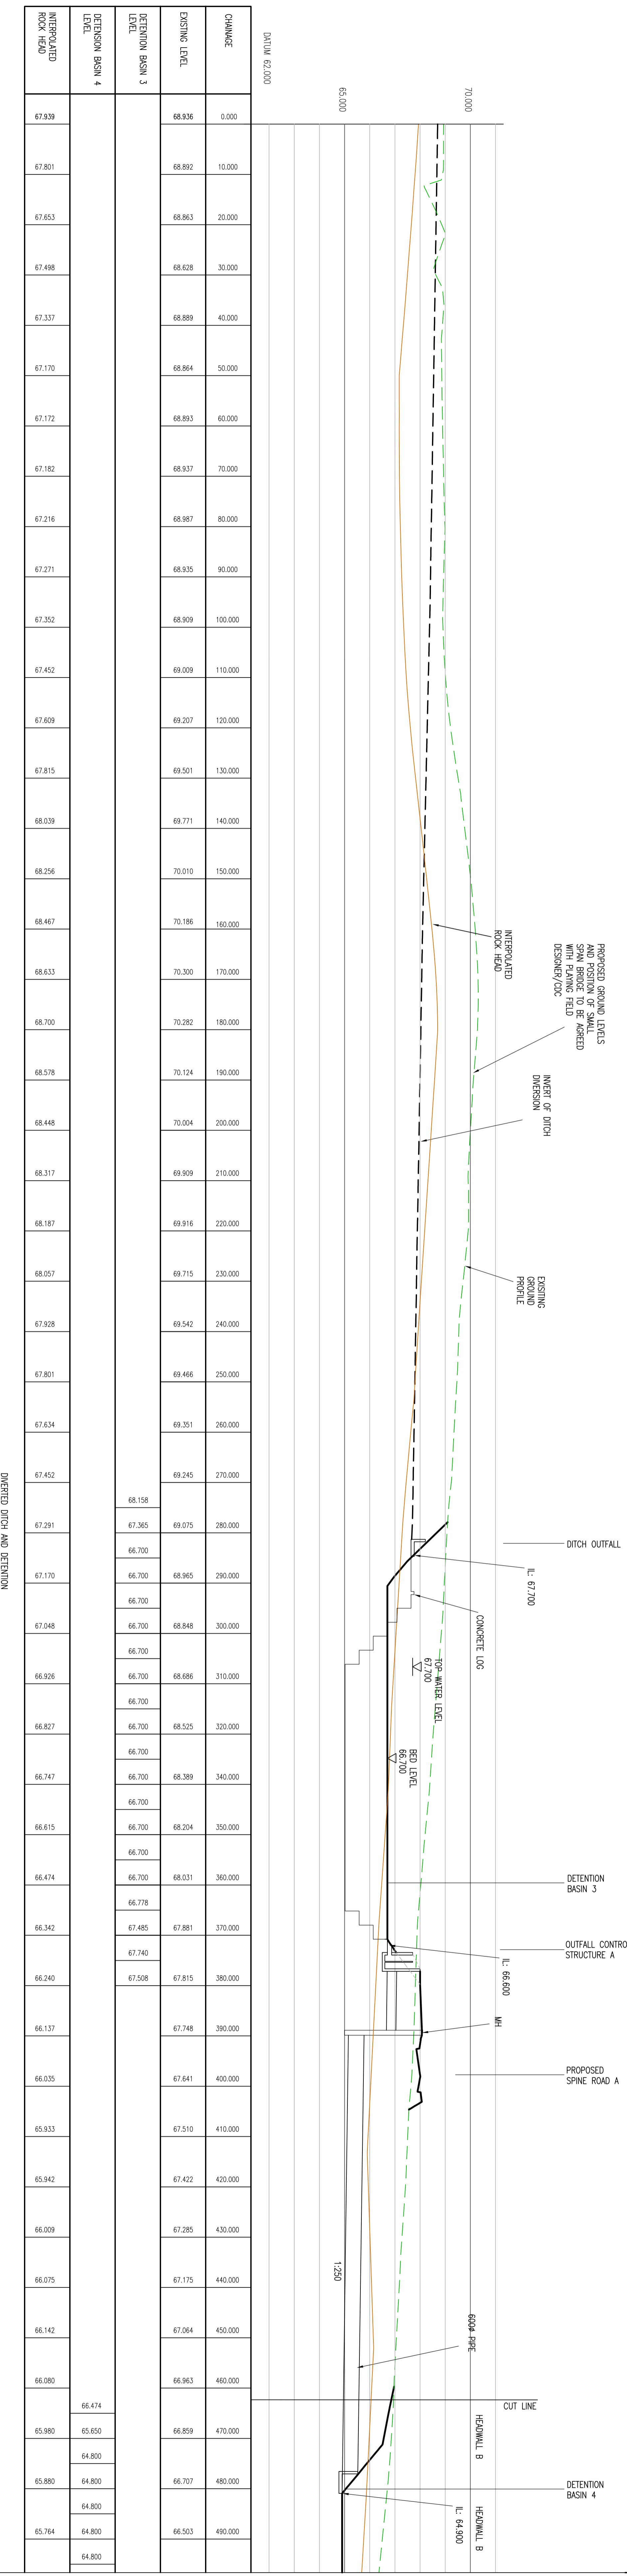 PROPOSED GROUND LEVELS
AND POSITION OF SMALL
SPAN BRIDGE TO BE AGREED
WITH PLAYING FIELD
DESIGNER/CDC
INTERPOLATED
ROCK HEAD
INVERT OF DITCH
DIVERSION
EXISITING
GROUND
PROFILE
DITCH OUTFALL
IL: 67.700
CONCRETE LOG
TOP WATER LEVEL
67.700
BED LEVEL
66.700
DETENTION
BASIN 3
OUTFALL CONTRO
STRUCTURE A
IL: 66.600
MH
PROPOSED
SPINE ROAD A
1:250
600ø PIPE
CUT LINE
HEADWALL B
DETENTION
BASIN 4
HEADWALL B
IL: 64.900
70.000
65.000
DATUM 62.000
CHAINAGE
0.000 10.000 20.000 30.000 40.000 50.000 60.000 70.000 80.000 90.000 100.000 110.000 120.000 130.000 140.000 150.000 160.000 170.000 180.000 190.000 200.000 210.000 220.000 230.000 240.000 250.000 260.000 270.000 280.000 290.000 300.000 310.000 320.000 340.000 350.000 360.000 370.000 380.000 390.000 400.000 410.000 420.000 430.000 440.000 450.000 460.000 470.000 480.000 490.000
EXISTING LEVEL
68.936 68.892 68.863 68.628 68.889 68.864 68.893 68.937 68.987 68.935 68.909 69.009 69.207 69.501 69.771 70.010 70.186 70.300 70.282 70.124 70.004 69.909 69.916 69.715 69.542 69.466 69.351 69.245 69.075 68.965 68.848 68.686 68.525 68.389 68.204 68.031 67.881 67.815 67.748 67.641 67.510 67.422 67.285 67.175 67.064 66.963 66.859 66.707 66.503
DETENTION BASIN 3
LEVEL
68.158 67.365 66.700 66.700 66.700 66.700 66.700 66.700 66.700 66.700 66.700 66.700 66.700 66.700 66.700 66.700 66.778 67.485 67.740 67.508
DETENSION BASIN 4
LEVEL
66.474 65.650 64.800 64.800 64.800 64.800 64.800
INTERPOLATED
ROCK HEAD
67.939 67.801 67.653 67.498 67.337 67.170 67.172 67.182 67.216 67.271 67.352 67.452 67.609 67.815 68.039 68.256 68.467 68.633 68.700 68.578 68.448 68.317 68.187 68.057 67.928 67.801 67.634 67.452 67.291 67.170 67.048 66.926 66.827 66.747 66.615 66.474 66.342 66.240 66.137 66.035 65.933 65.942 66.009 66.075 66.142 66.080 65.980 65.880 65.764
DIVERTED DITCH AND DETENTION